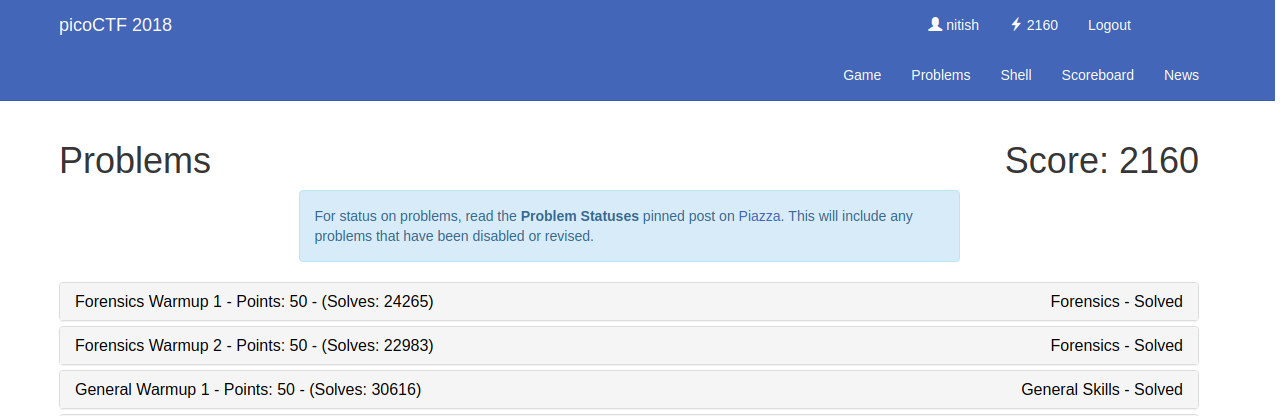 picoCTF 2018
nitish 2160 Logout
Game Problems Shell Scoreboard News
Problems Score: 2160
For status on problems, read the Problem Statuses pinned post on Piazza. This will include any
problems that have been disabled or revised.
Forensics Warmup 1 - Points: 50 - (Solves: 24265) Forensics - Solved
Forensics Warmup 2 - Points: 50 - (Solves: 22983) Forensics - Solved
General Warmup 1 - Points: 50 - (Solves: 30616) General Skills - Solved